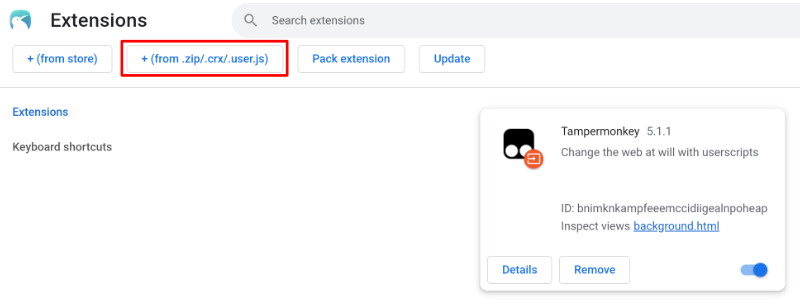 Extensions
Search extensions
+ (from store)
+ (from .zip/.crx/.user.js)
Pack extension
Update
Extensions
Keyboard shortcuts
Tampermonkey 5.1.1
Change the web at will with userscripts
ID: bnimknkampfeeemccidiigealnpoheap
Inspect views background.html
Details
Remove